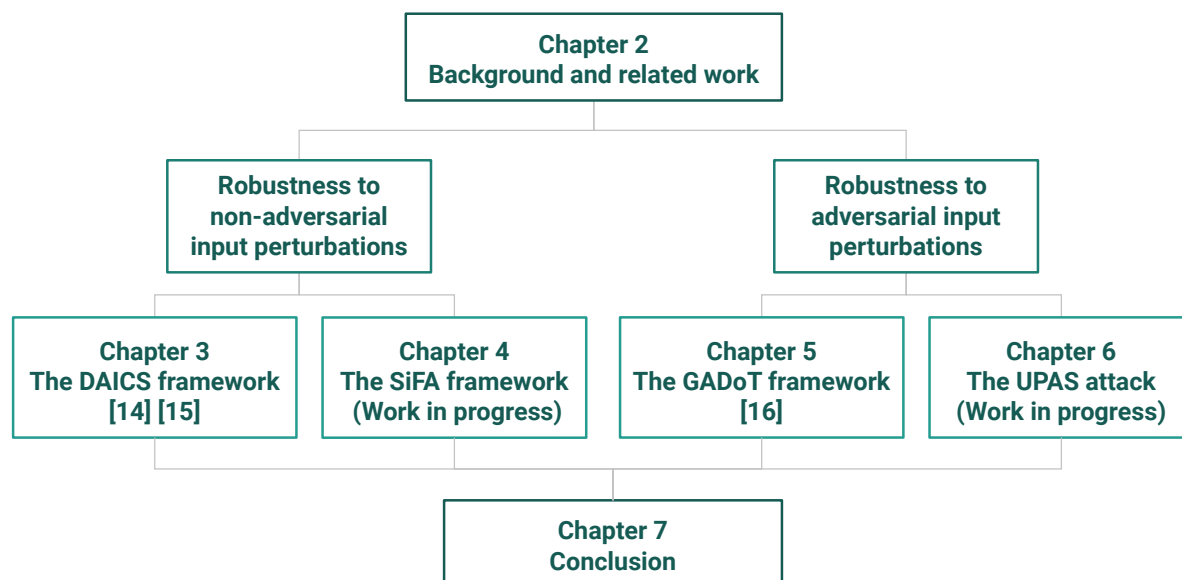 Chapter 2
Background and related work
Robustness to
non-adversarial
input perturbations
Robustness to
adversarial input
perturbations
Chapter 3
The DAICS framework
[14] [15]
Chapter 4
The SiFA framework
(Work in progress)
Chapter 5
The GADoT framework
[16]
Chapter 6
The UPAS attack
(Work in progress)
Chapter 7
Conclusion